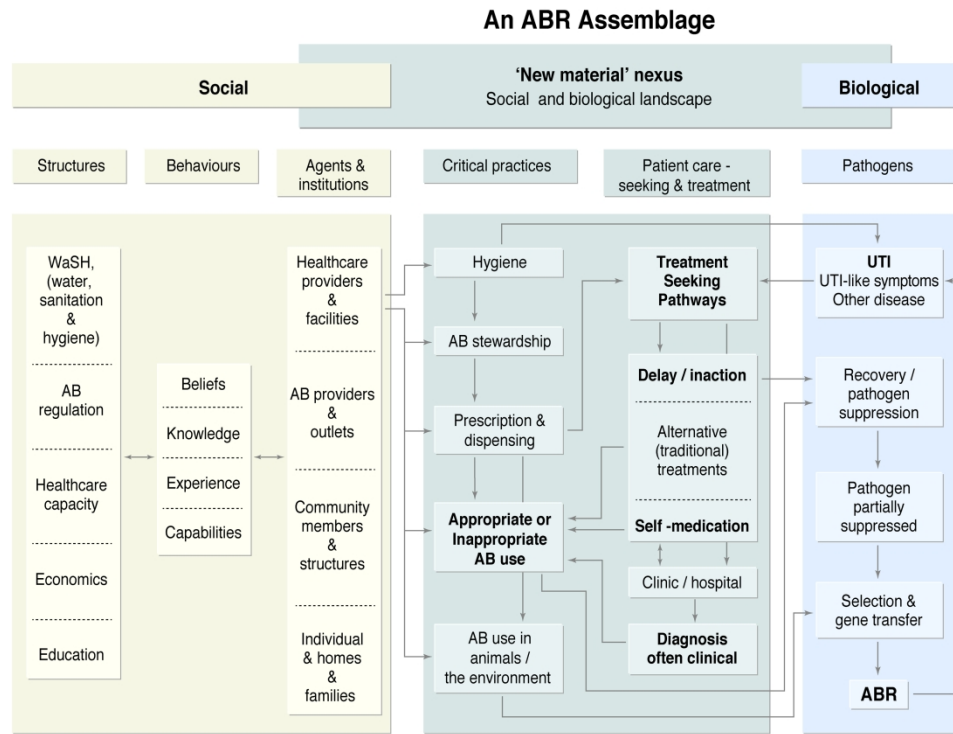 An ABR Assemblage
‘New material’ nexus
Social and biological landscape
Social
Biological
Structures
Behaviours
Agents &
institutions
Critical practices
Patient care -
seeking & treatment
Pathogens
WaSH,
(water,
sanitation
&
hygiene)
AB
regulation
Healthcare
capacity
Economics
Education
Beliefs
Knowledge
Experience
Capabilities
Healthcare
providers
&
facilities
AB providers
&
outlets
Community
members
&
structures
Individual
& homes
&
families
Hygiene
AB stewardship
Prescription &
dispensing
Appropriate or
Inappropriate
AB use
AB use in
animals /
the environment
Treatment
Seeking
Pathways
Delay / inaction
Alternative
(traditional)
treatments
Self -medication
Clinic / hospital
Diagnosis
often clinical
UTI
UTI-like symptoms
Other disease
Recovery /
pathogen
suppression
Pathogen
partially
suppressed
Selection &
gene transfer
ABR